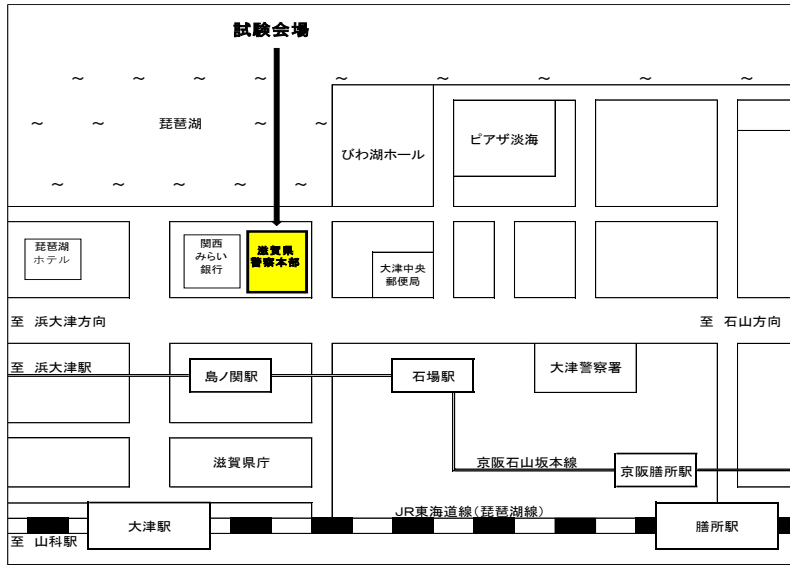 試験会場
～ ～ ～ ～ ～ ～ ～ ～ ～
～ ～ 琵琶湖 ～ ～
びわ湖ホール
ピアザ淡海
～ ～ ～ ～ ～
琵琶湖
ホテル
関西
みらい
銀行
滋賀県
警察本部
大津中央
郵便局
至 浜大津方向
至 石山方向
至 浜大津駅
島ノ関駅
石場駅
大津警察署
滋賀県庁
京阪石山坂本線
京阪膳所駅
JR東海道線(琵琶湖線)
大津駅
膳所駅
至 山科駅